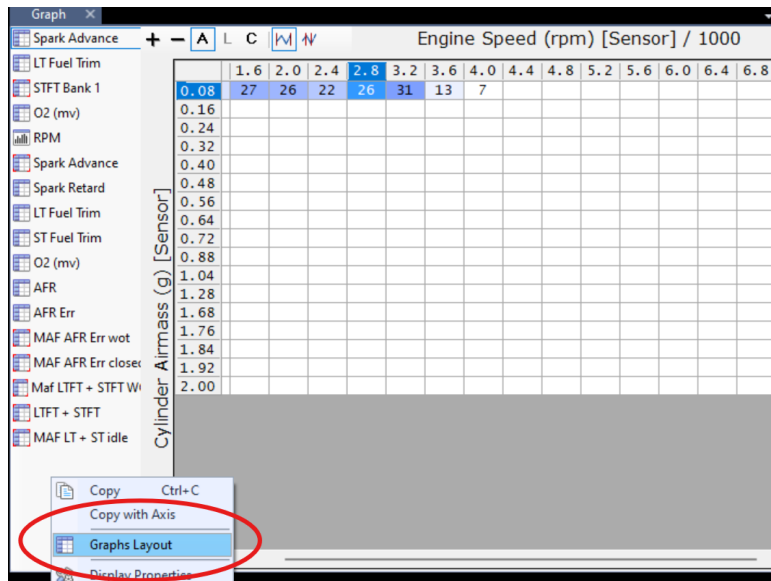 Graph ×
Spark Advance
LT Fuel Trim
STFT Bank 1
O2 (mv)
RPM
Spark Advance
Spark Retard
LT Fuel Trim
ST Fuel Trim
O2 (mv)
AFR
AFR Err
MAF AFR Err wot
MAF AFR Err closed
Maf LTFT + STFT W
LTFT + STFT
MAF LT + ST idle
+ − A L C
Engine Speed (rpm) [Sensor] / 1000
Cylinder Airmass (g) [Sensor]
1.6 2.0 2.4 2.8 3.2 3.6 4.0 4.4 4.8 5.2 5.6 6.0 6.4 6.8
0.08 27 26 22 26 31 13 7
0.16
0.24
0.32
0.40
0.48
0.56
0.64
0.72
0.88
1.04
1.28
1.68
1.76
1.84
1.92
2.00
Copy Ctrl+C
Copy with Axis
Graphs Layout
Display Properties